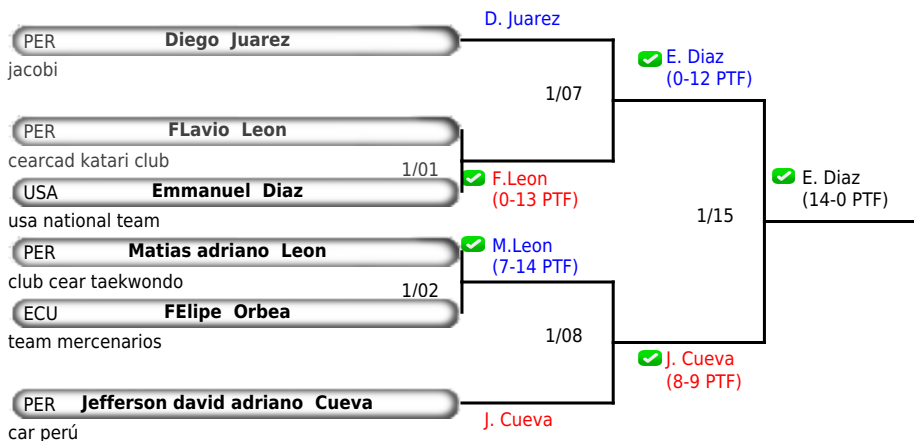 D. Juarez
PER Diego Juarez
jacobi
E. Diaz
(0-12 PTF)
1/07
PER FLavio Leon
cearcad katari club
1/01
F.Leon
(0-13 PTF)
USA Emmanuel Diaz
usa national team
E. Diaz
(14-0 PTF)
1/15
PER Matias adriano Leon
club cear taekwondo
M.Leon
(7-14 PTF)
1/02
ECU FElipe Orbea
team mercenarios
1/08
J. Cueva
(8-9 PTF)
PER Jefferson david adriano Cueva
car perú
J. Cueva